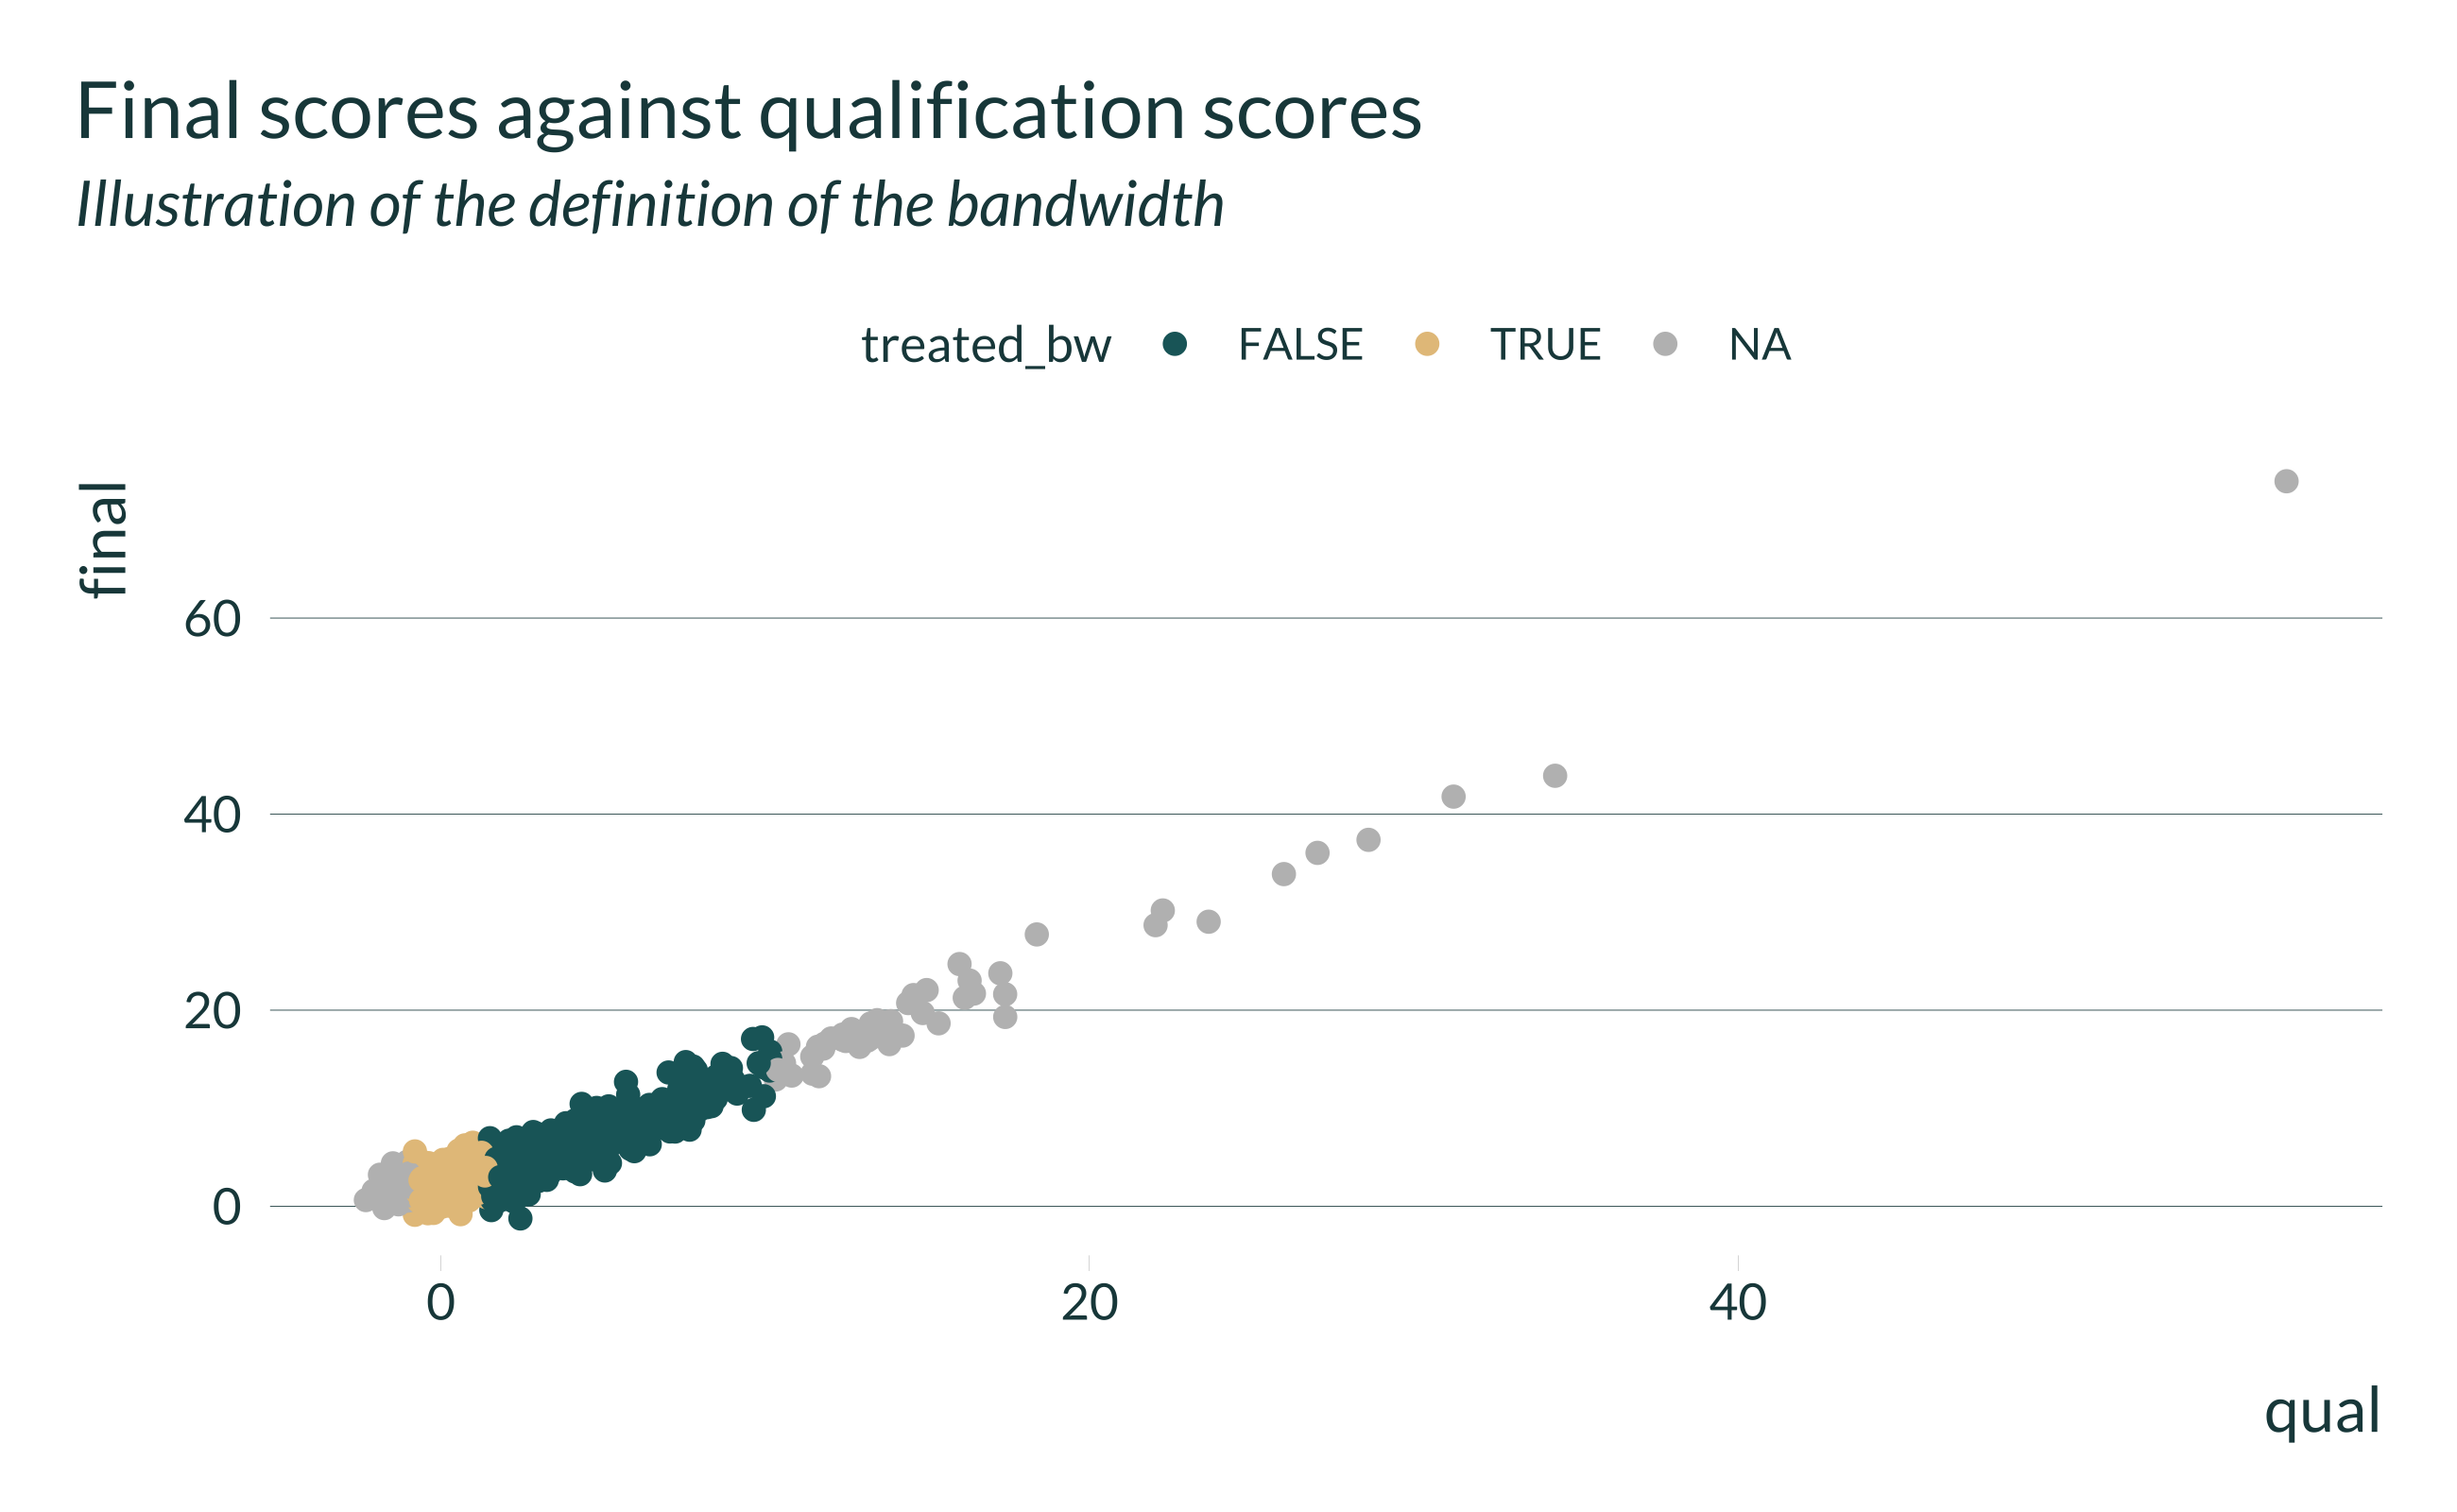 Final scores against qualification scores
Illustration of the definition of the bandwidth
treated_bw FALSE TRUE NA
final
60
40
20
0
0 20 40
qual